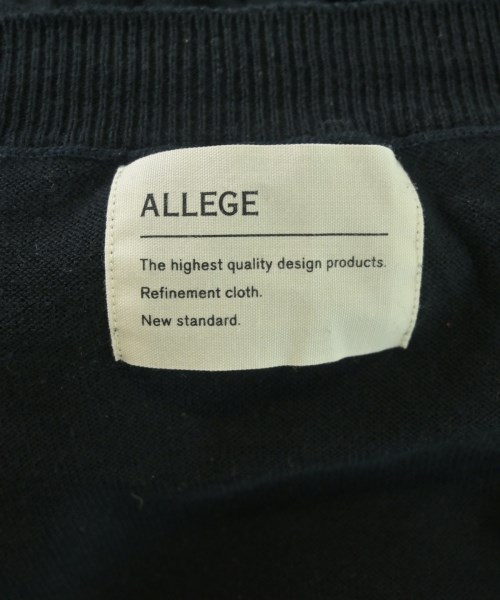 ALLEGE
The highest quality design products.
Refinement cloth.
New standard.